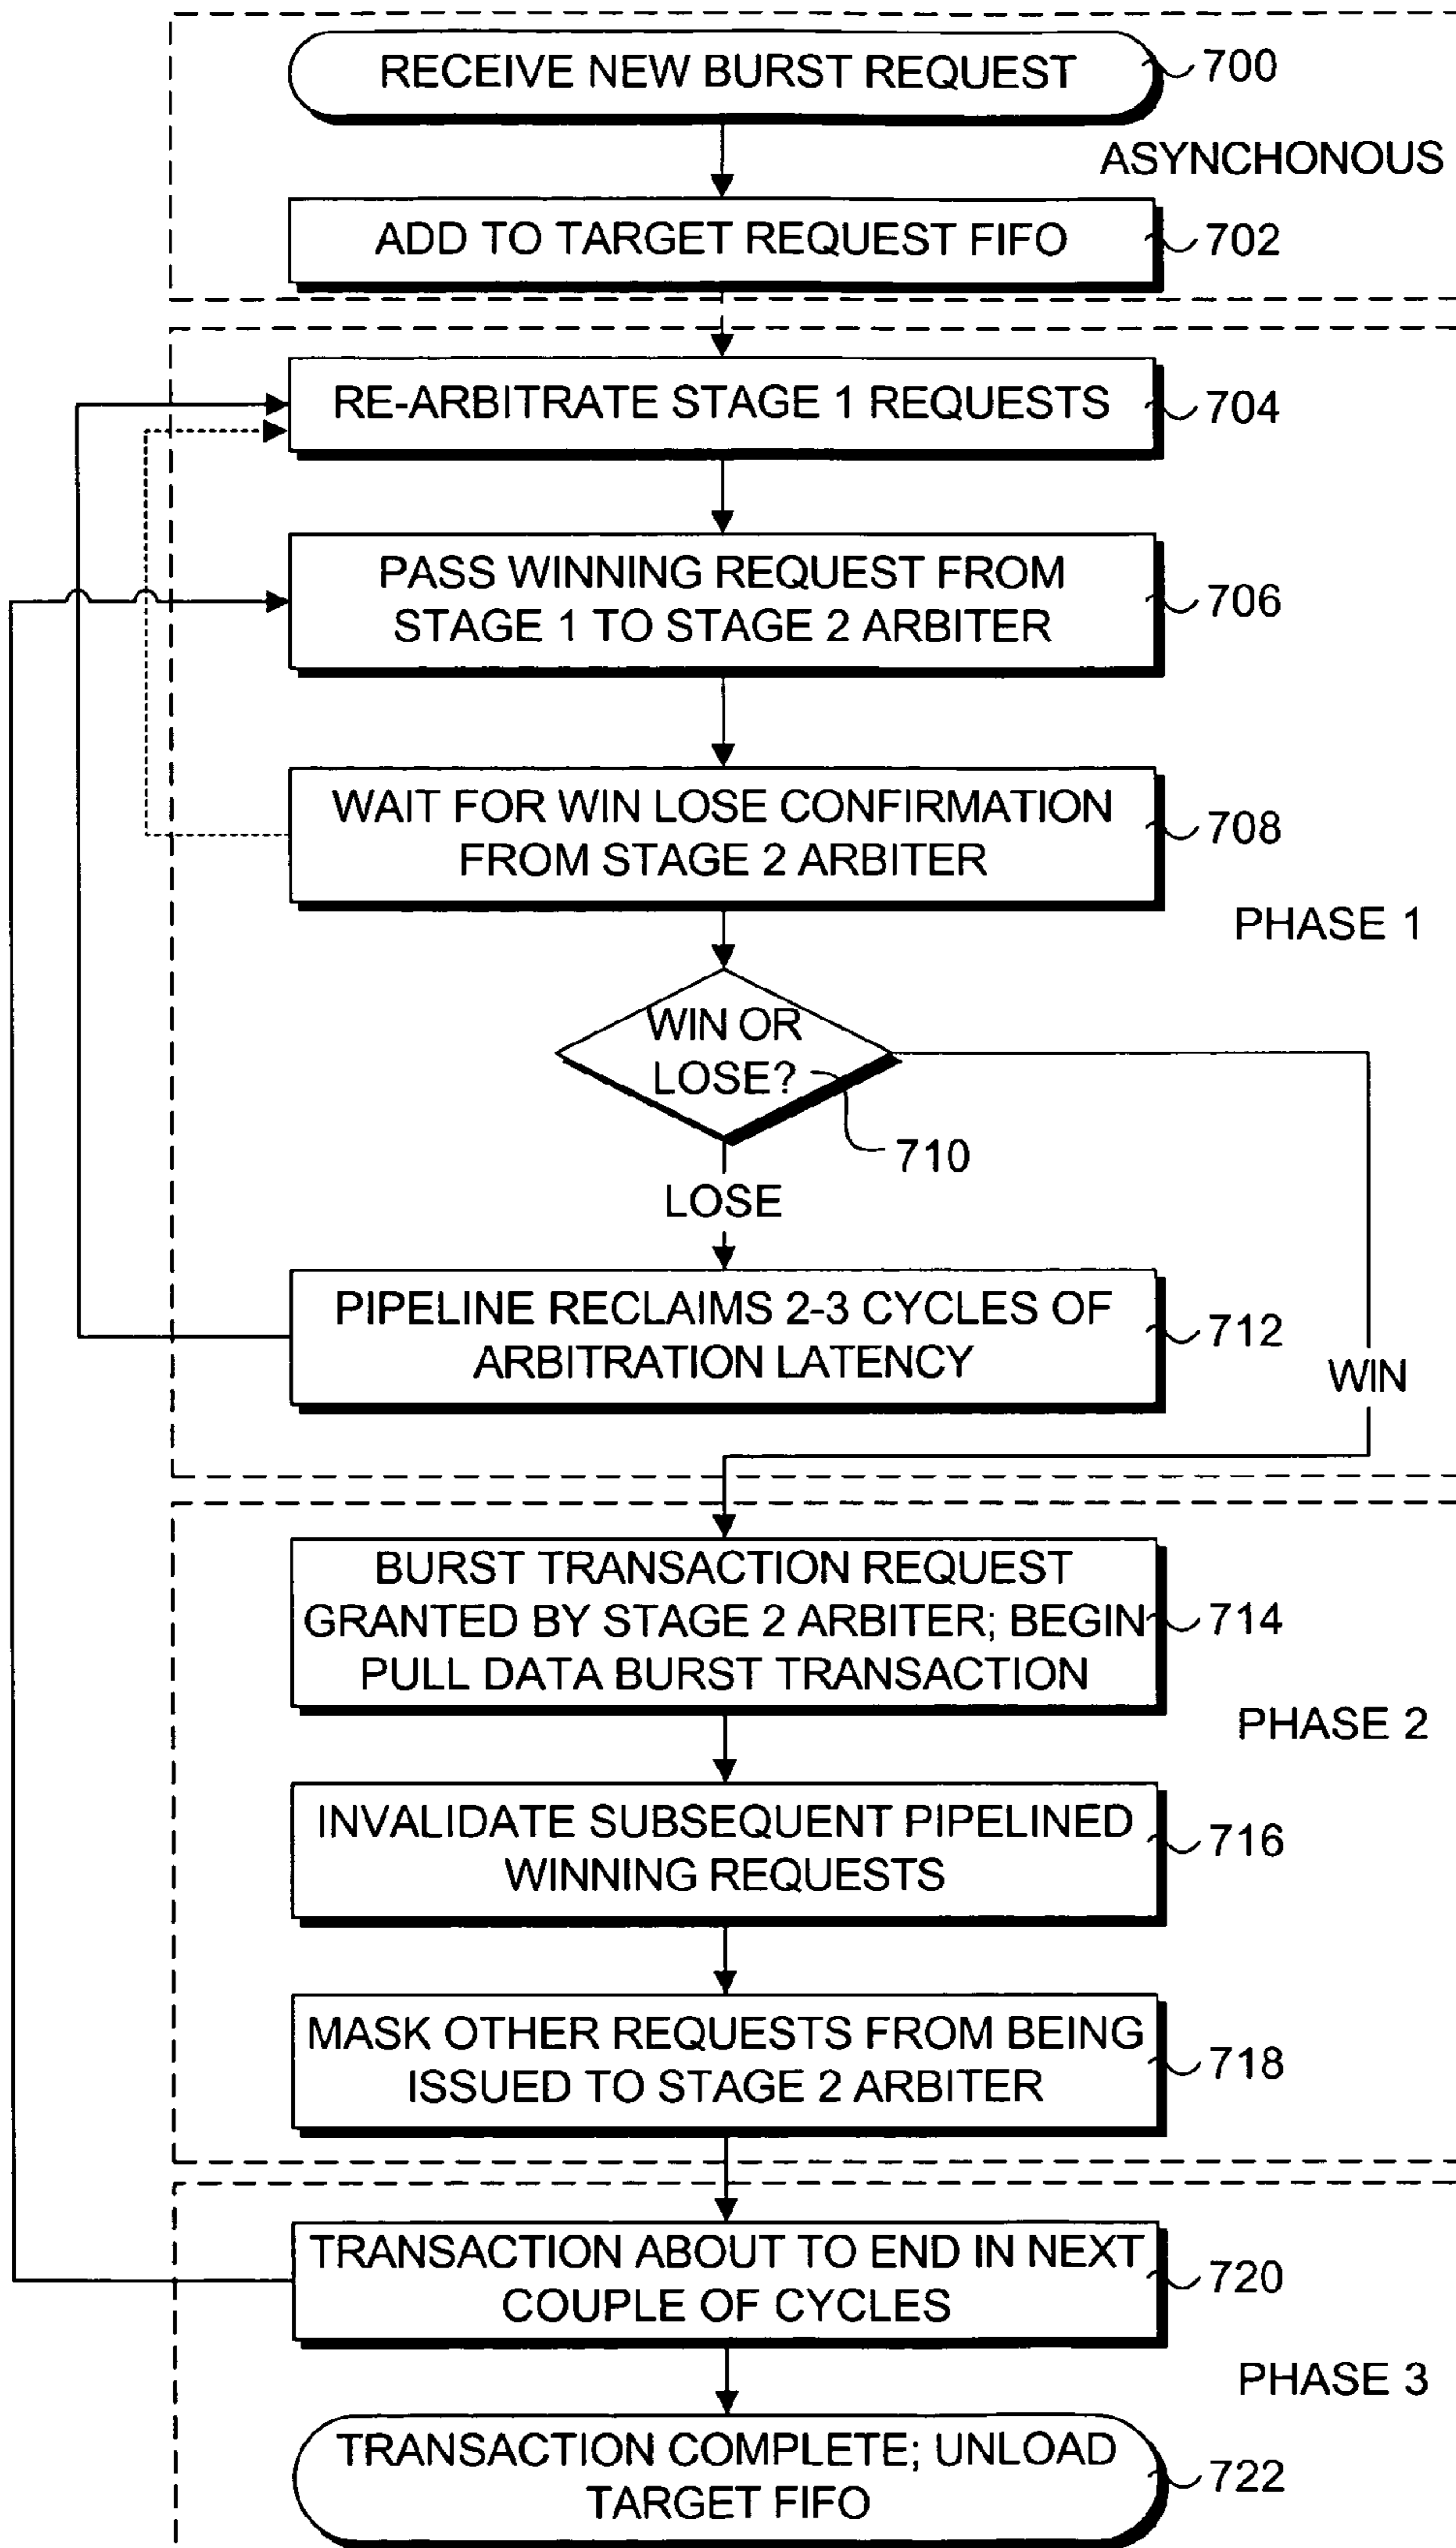 RECEIVE NEW BURST REQUEST
700
ASYNCHONOUS
ADD TO TARGET REQUEST FIFO
702
RE-ARBITRATE STAGE 1 REQUESTS
704
PASS WINNING REQUEST FROM
STAGE 1 TO STAGE 2 ARBITER
706
WAIT FOR WIN LOSE CONFIRMATION
FROM STAGE 2 ARBITER
708
PHASE 1
WIN OR
LOSE?
710
LOSE
PIPELINE RECLAIMS 2-3 CYCLES OF
ARBITRATION LATENCY
712
WIN
BURST TRANSACTION REQUEST
GRANTED BY STAGE 2 ARBITER; BEGIN
PULL DATA BURST TRANSACTION
714
PHASE 2
INVALIDATE SUBSEQUENT PIPELINED
WINNING REQUESTS
716
MASK OTHER REQUESTS FROM BEING
ISSUED TO STAGE 2 ARBITER
718
TRANSACTION ABOUT TO END IN NEXT
COUPLE OF CYCLES
720
PHASE 3
TRANSACTION COMPLETE; UNLOAD
TARGET FIFO
722